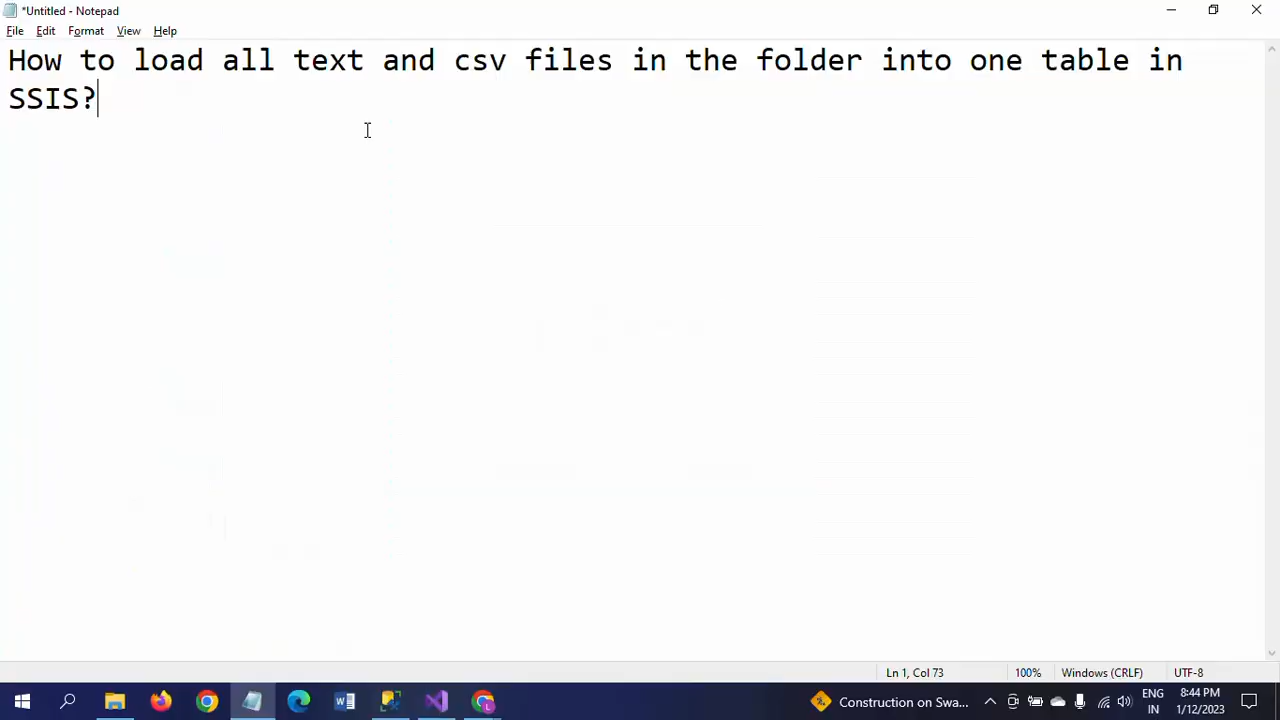 *Untitled - Notepad
File Edit Format View Help
How to load all text and csv files in the folder into one table in
SSIS?
Ln 1, Col 73 100% Windows (CRLF) UTF-8
Construction on Swa...
ENG
IN
8:44 PM
1/12/2023